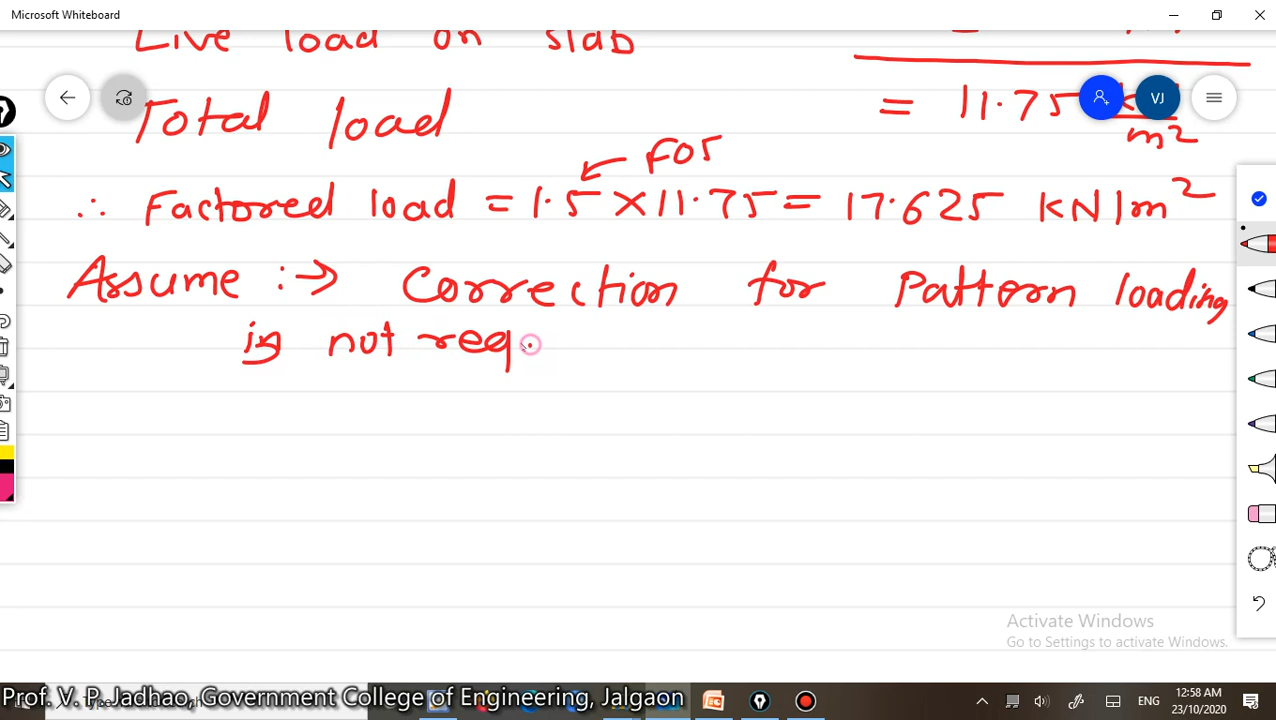 Microsoft Whiteboard
Live load on slab
Total load = 11.75
m2
FOS
VJ
∴ Factored load = 1.5 × 11.75 = 17.625 KN/m2
Assume :→ Correction for Pattern loading
is not req
Activate Windows
Go to Settings to activate Windows.
Prof. V. P. Jadhao, Government College of Engineering, Jalgaon
ENG
12:58 AM
23/10/2020